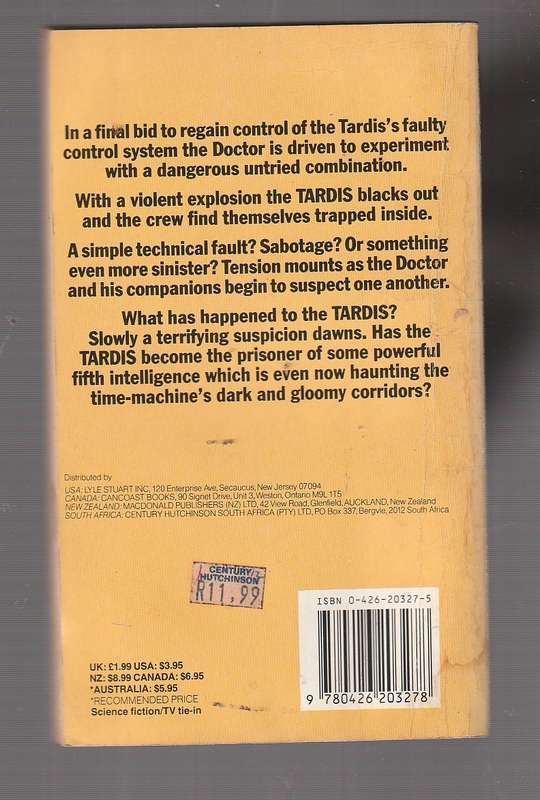 In a final bid to regain control of the Tardis's faulty
control system the Doctor is driven to experiment
with a dangerous untried combination.
With a violent explosion the TARDIS blacks out
and the crew find themselves trapped inside.
A simple technical fault? Sabotage? Or something
even more sinister? Tension mounts as the Doctor
and his companions begin to suspect one another.
What has happened to the TARDIS?
Slowly a terrifying suspicion dawns. Has the
TARDIS become the prisoner of some powerful
fifth intelligence which is even now haunting the
time-machine's dark and gloomy corridors?
Distributed by
USA: LYLE STUART INC, 120 Enterprise Ave, Secaucus, New Jersey 07094
CANADA: CANCOAST BOOKS, 90 Signet Drive, Unit 3, Weston, Ontario M9L 1T5
NEW ZEALAND: MACDONALD PUBLISHERS (NZ) LTD, 42 View Road, Glenfield, AUCKLAND, New Zealand
SOUTH AFRICA: CENTURY HUTCHINSON SOUTH AFRICA (PTY) LTD, PO Box 337, Bergvle, 2012 South Africa
CENTURY
HUTCHINSON
R11,99
ISBN 0-426-20327-5
9 780426 203278
UK: £1.99 USA: $3.95
NZ: $8.99 CANADA: $6.95
*AUSTRALIA: $5.95
*RECOMMENDED PRICE
Science fiction/TV tie-in